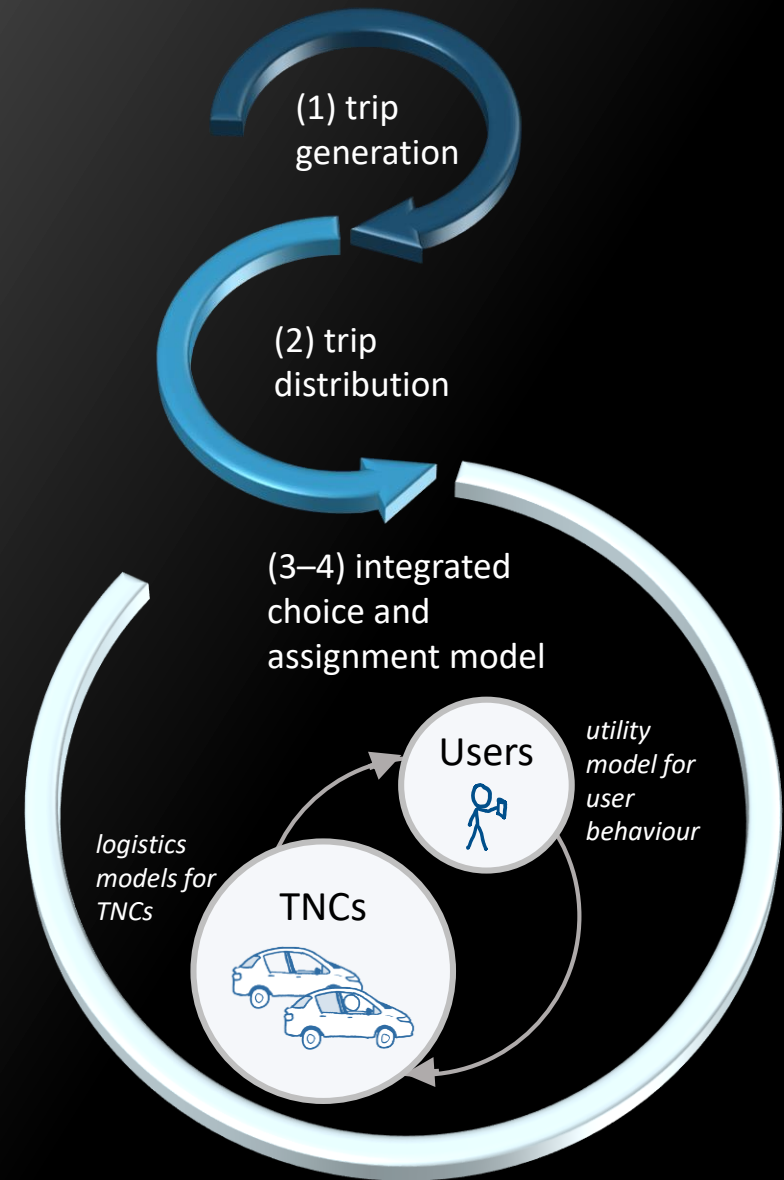 (1) trip
generation
(2) trip
distribution
(3–4) integrated
choice and
assignment model
Users
utility
model for
user
behaviour
logistics
models for
TNCs
TNCs